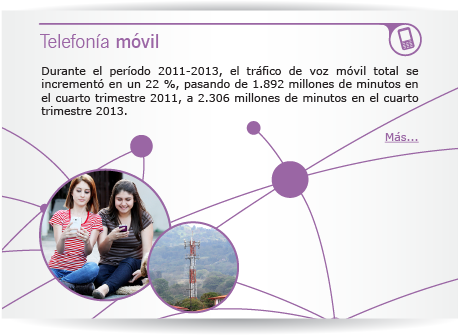 Telefonía móvil
Durante el período 2011-2013, el tráfico de voz móvil total se
incrementó en un 22 %, pasando de 1.892 millones de minutos en
el cuarto trimestre 2011, a 2.306 millones de minutos en el cuarto
trimestre 2013.
Más...